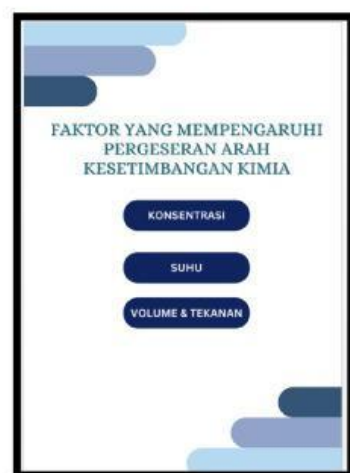 FAKTOR YANG MEMPENGARUHI
PERGESERAN ARAH
KESETIMBANGAN KIMIA
KONSENTRASI
SUHU
VOLUME & TEKANAN